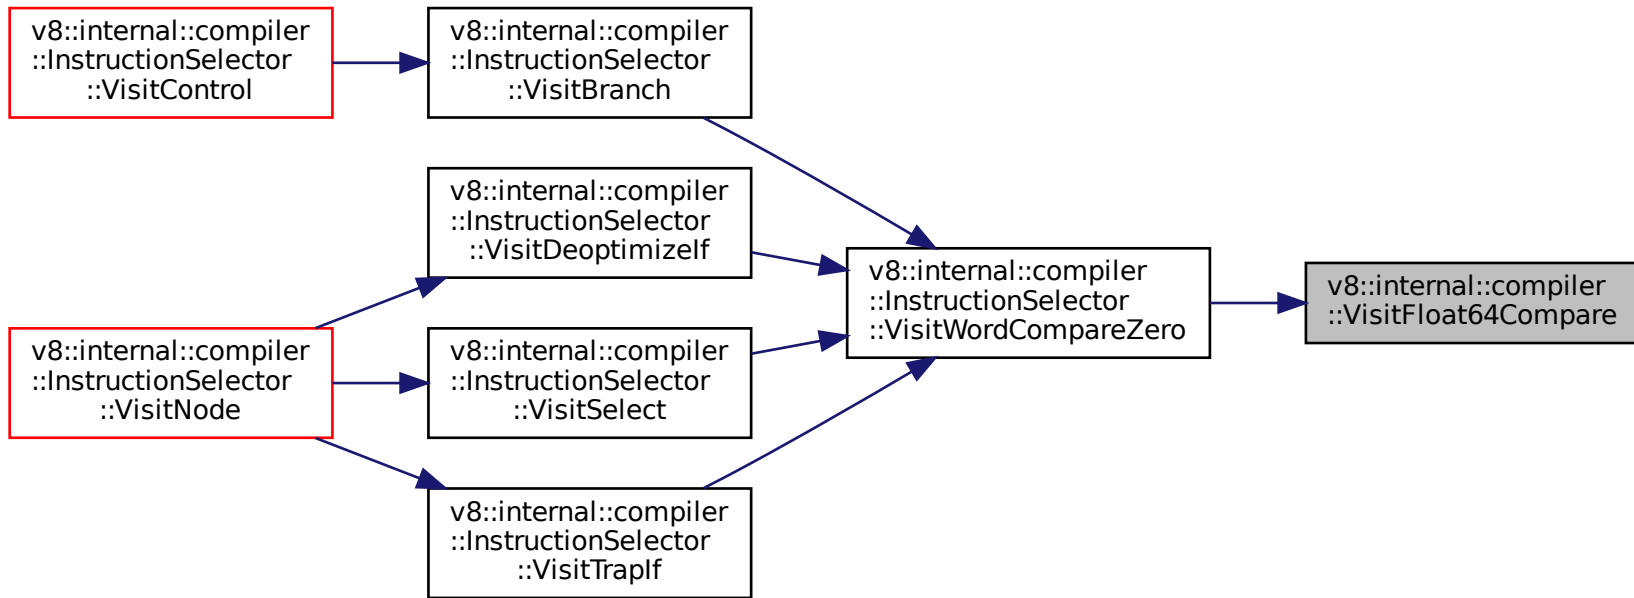 v8::internal::compiler
::InstructionSelector
::VisitControl
v8::internal::compiler
::InstructionSelector
::VisitBranch
v8::internal::compiler
::InstructionSelector
::VisitDeoptimizeIf
v8::internal::compiler
::InstructionSelector
::VisitWordCompareZero
v8::internal::compiler
::VisitFloat64Compare
v8::internal::compiler
::InstructionSelector
::VisitNode
v8::internal::compiler
::InstructionSelector
::VisitSelect
v8::internal::compiler
::InstructionSelector
::VisitTrapIf